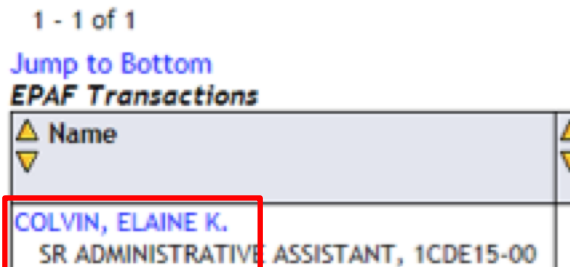 1 - 1 of 1
Jump to Bottom
EPAF Transactions
Name
COLVIN, ELAINE K.
SR ADMINISTRATIVE ASSISTANT, 1CDE15-00